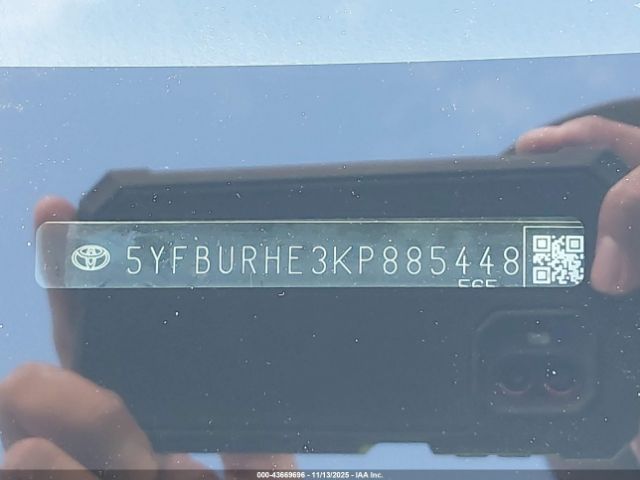 5YFBURHE3KP885448
000-43669696 - 11/13/2025 - IAA Inc.